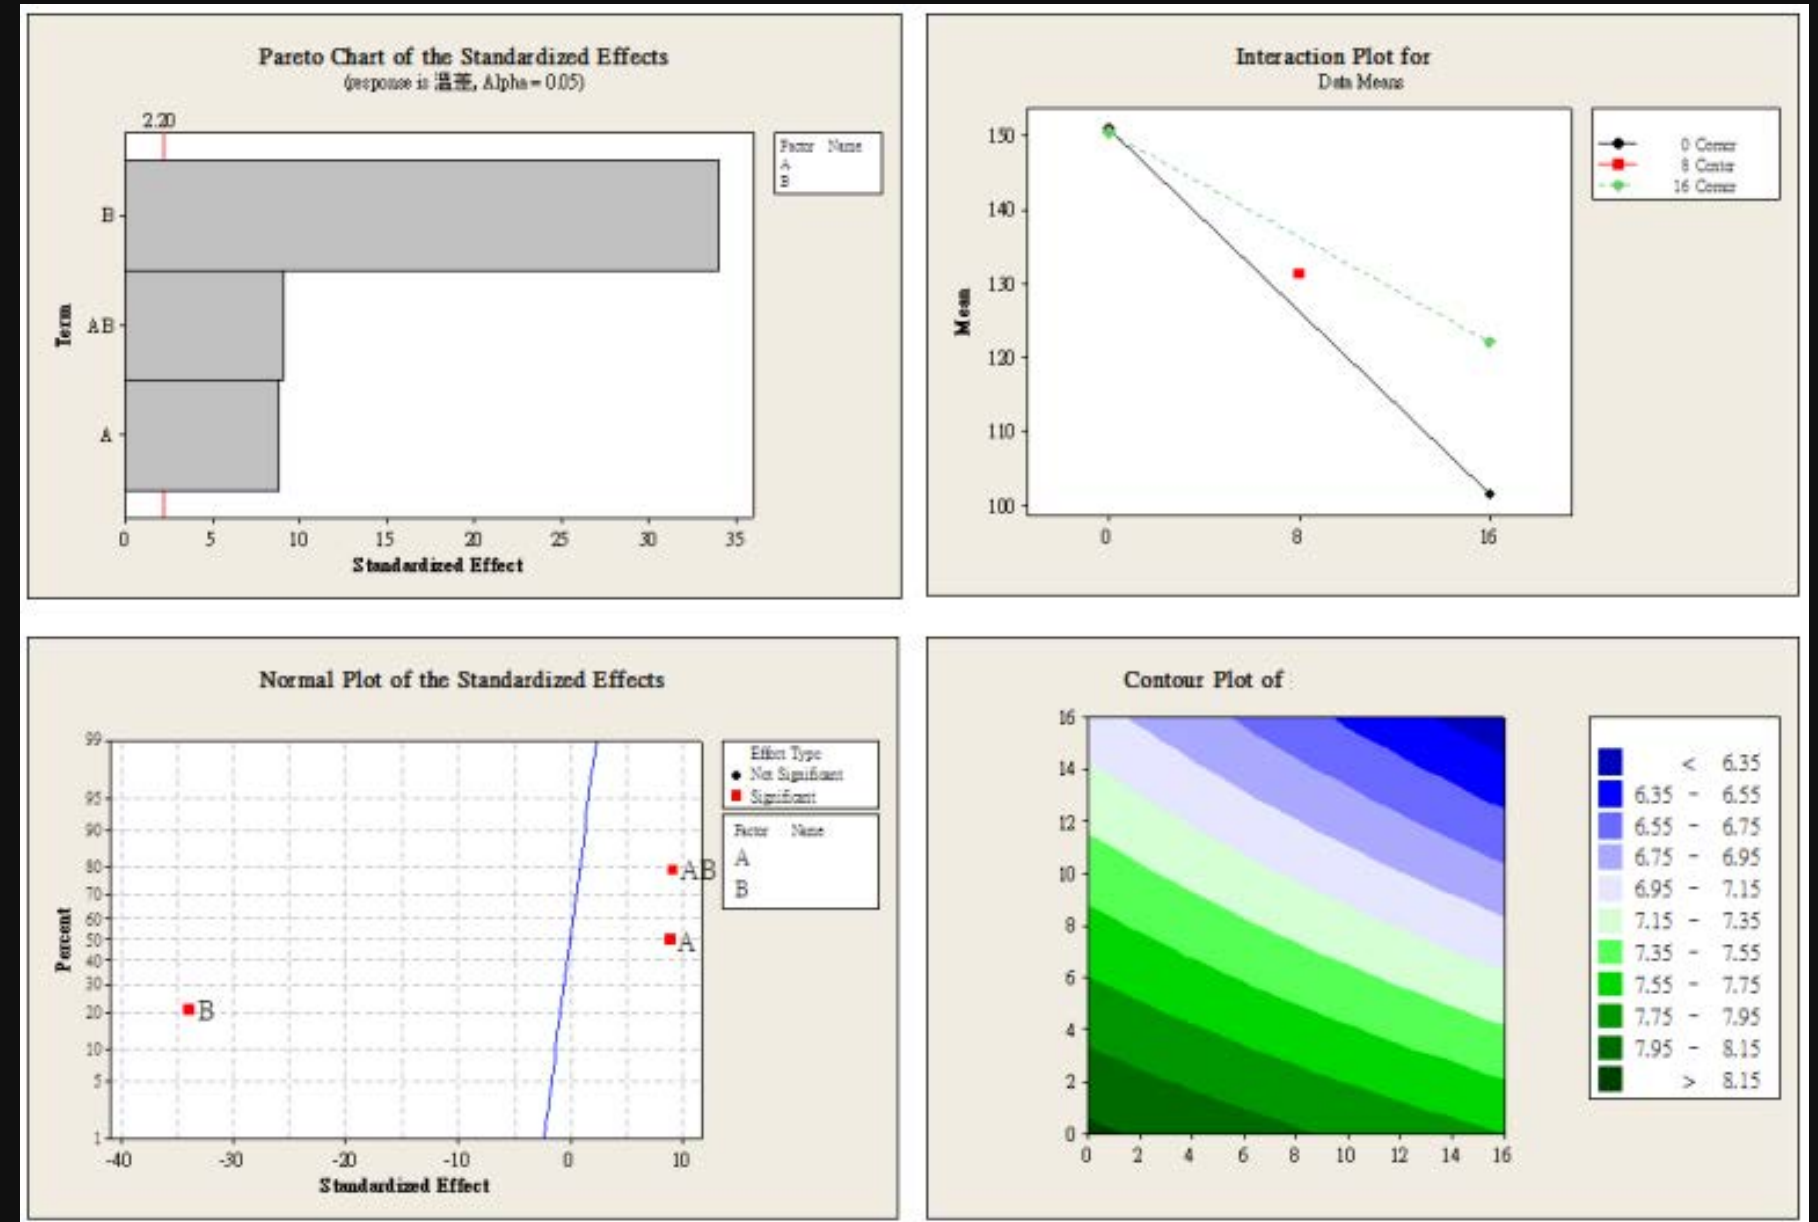 Pareto Chart of the Standardized Effects
(response is 溫差, Alpha = 0.05)
2.20
Factor Name
A
B
B
AB
A
Term
0 5 10 15 20 25 30 35
Standardized Effect
Interaction Plot for
Data Means
150
140
130
120
110
100
Mean
0 8 16
0 Corner
8 Center
16 Corner
Normal Plot of the Standardized Effects
99
95
90
80
70
60
50
40
30
20
10
5
1
Percent
AB
A
B
-40 -30 -20 -10 0 10
Standardized Effect
Effect Type
Not Significant
Significant
Factor Name
A
B
Contour Plot of
16
14
12
10
8
6
4
2
0
0 2 4 6 8 10 12 14 16
< 6.35
6.35 - 6.55
6.55 - 6.75
6.75 - 6.95
6.95 - 7.15
7.15 - 7.35
7.35 - 7.55
7.55 - 7.75
7.75 - 7.95
7.95 - 8.15
> 8.15